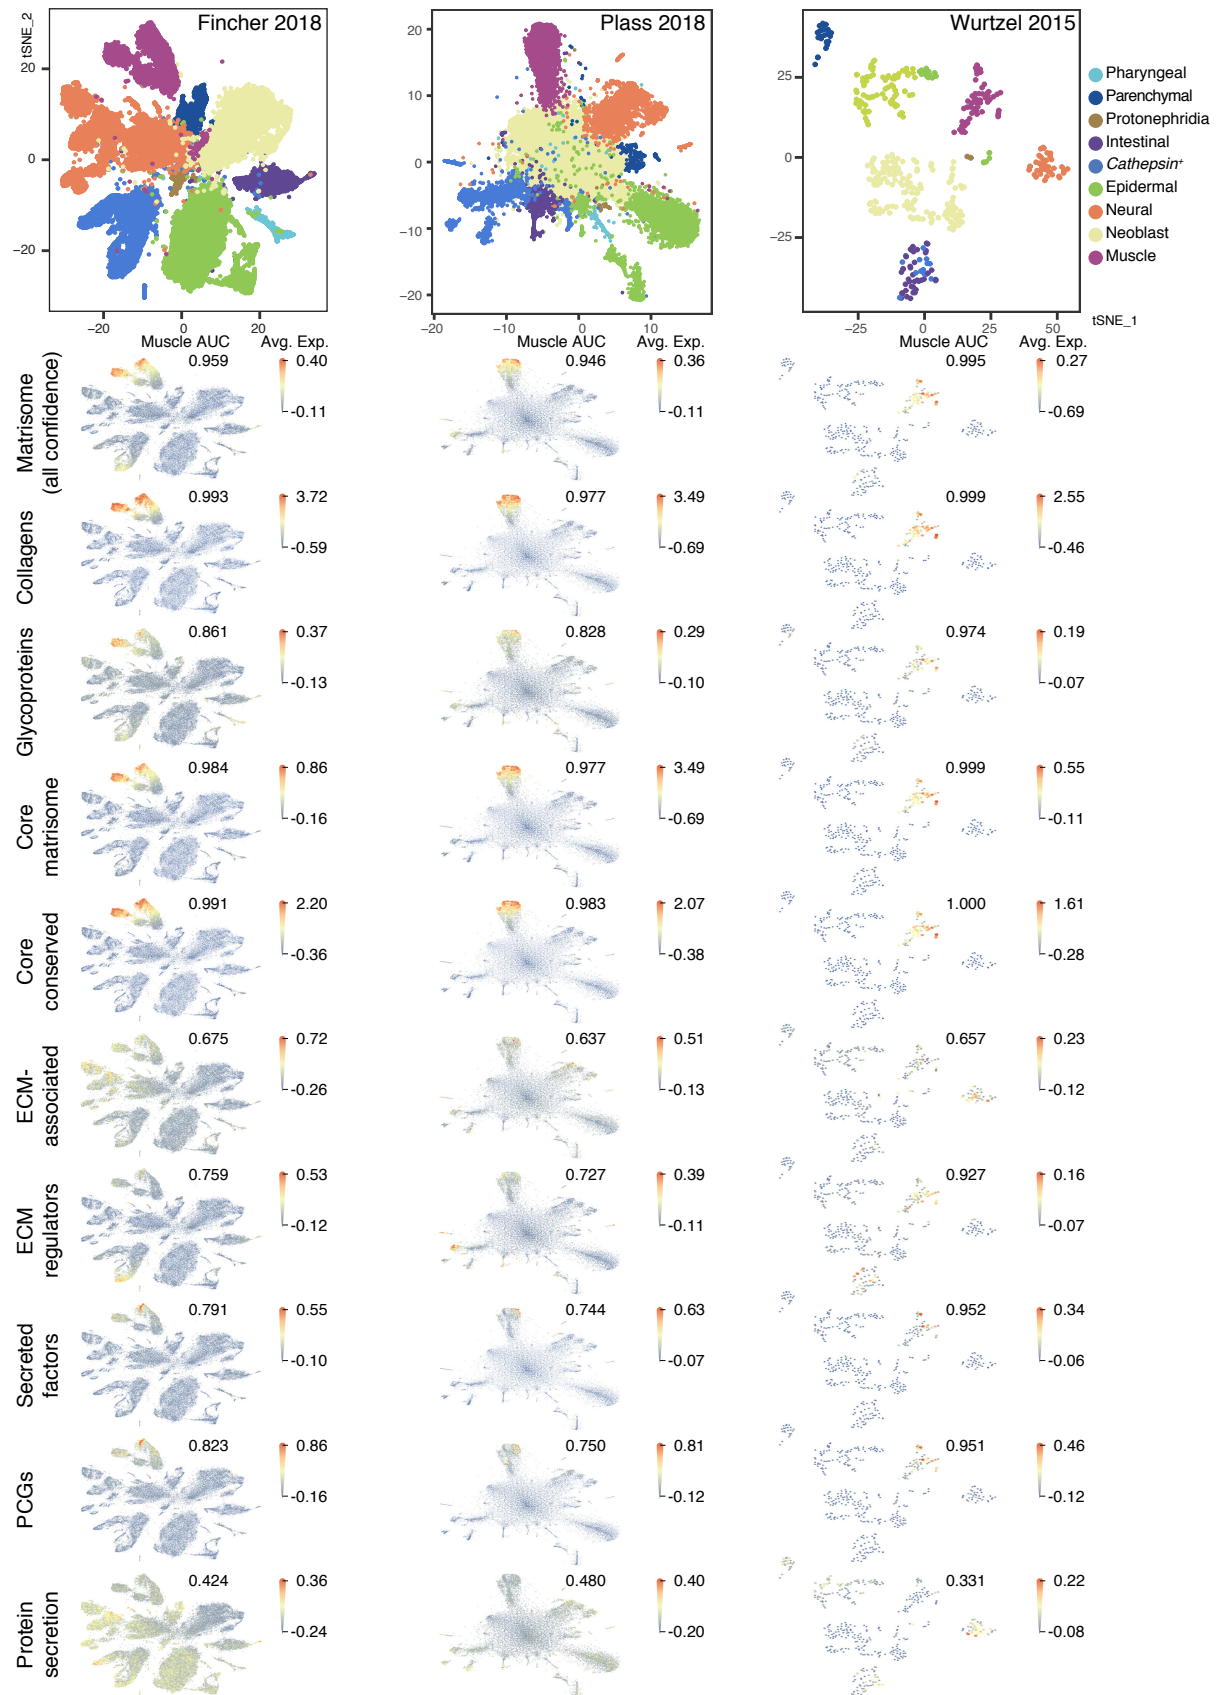 Fincher 2018
tSNE_2
20
0
−20
−20
0
20
Plass 2018
20
10
0
−10
−20
−20
−10
0
10
Wurtzel 2015
25
0
−25
−25
0
25
50
tSNE_1
Pharyngeal
Parenchymal
Protonephridia
Intestinal
Cathepsin+
Epidermal
Neural
Neoblast
Muscle
Muscle AUC Avg. Exp. Muscle AUC Avg. Exp. Muscle AUC Avg. Exp.
Matrisome
(all confidence)
0.959 0.40 -0.11
0.946 0.36 -0.11
0.995 0.27 -0.69
Collagens
0.993 3.72 -0.59
0.977 3.49 -0.69
0.999 2.55 -0.46
Glycoproteins
0.861 0.37 -0.13
0.828 0.29 -0.10
0.974 0.19 -0.07
Core
matrisome
0.984 0.86 -0.16
0.977 3.49 -0.69
0.999 0.55 -0.11
Core
conserved
0.991 2.20 -0.36
0.983 2.07 -0.38
1.000 1.61 -0.28
ECM-
associated
0.675 0.72 -0.26
0.637 0.51 -0.13
0.657 0.23 -0.12
ECM
regulators
0.759 0.53 -0.12
0.727 0.39 -0.11
0.927 0.16 -0.07
Secreted
factors
0.791 0.55 -0.10
0.744 0.63 -0.07
0.952 0.34 -0.06
PCGs
0.823 0.86 -0.16
0.750 0.81 -0.12
0.951 0.46 -0.12
Protein
secretion
0.424 0.36 -0.24
0.480 0.40 -0.20
0.331 0.22 -0.08